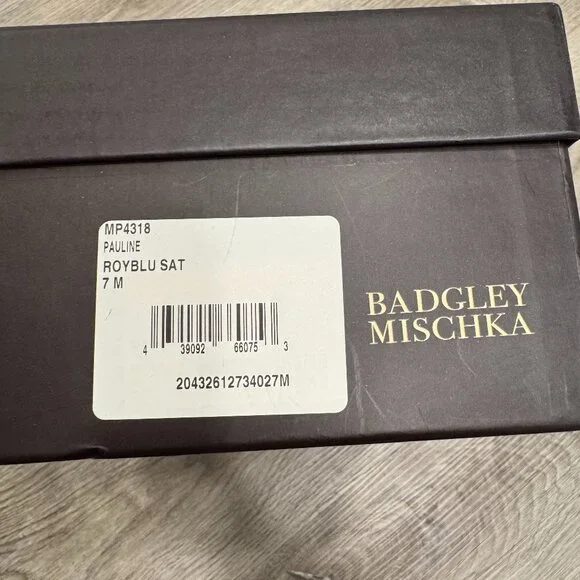 MP4318
PAULINE
ROYBLU SAT
7 M
4 39092 66075 3
20432612734027M
BADGLEY
MISCHKA